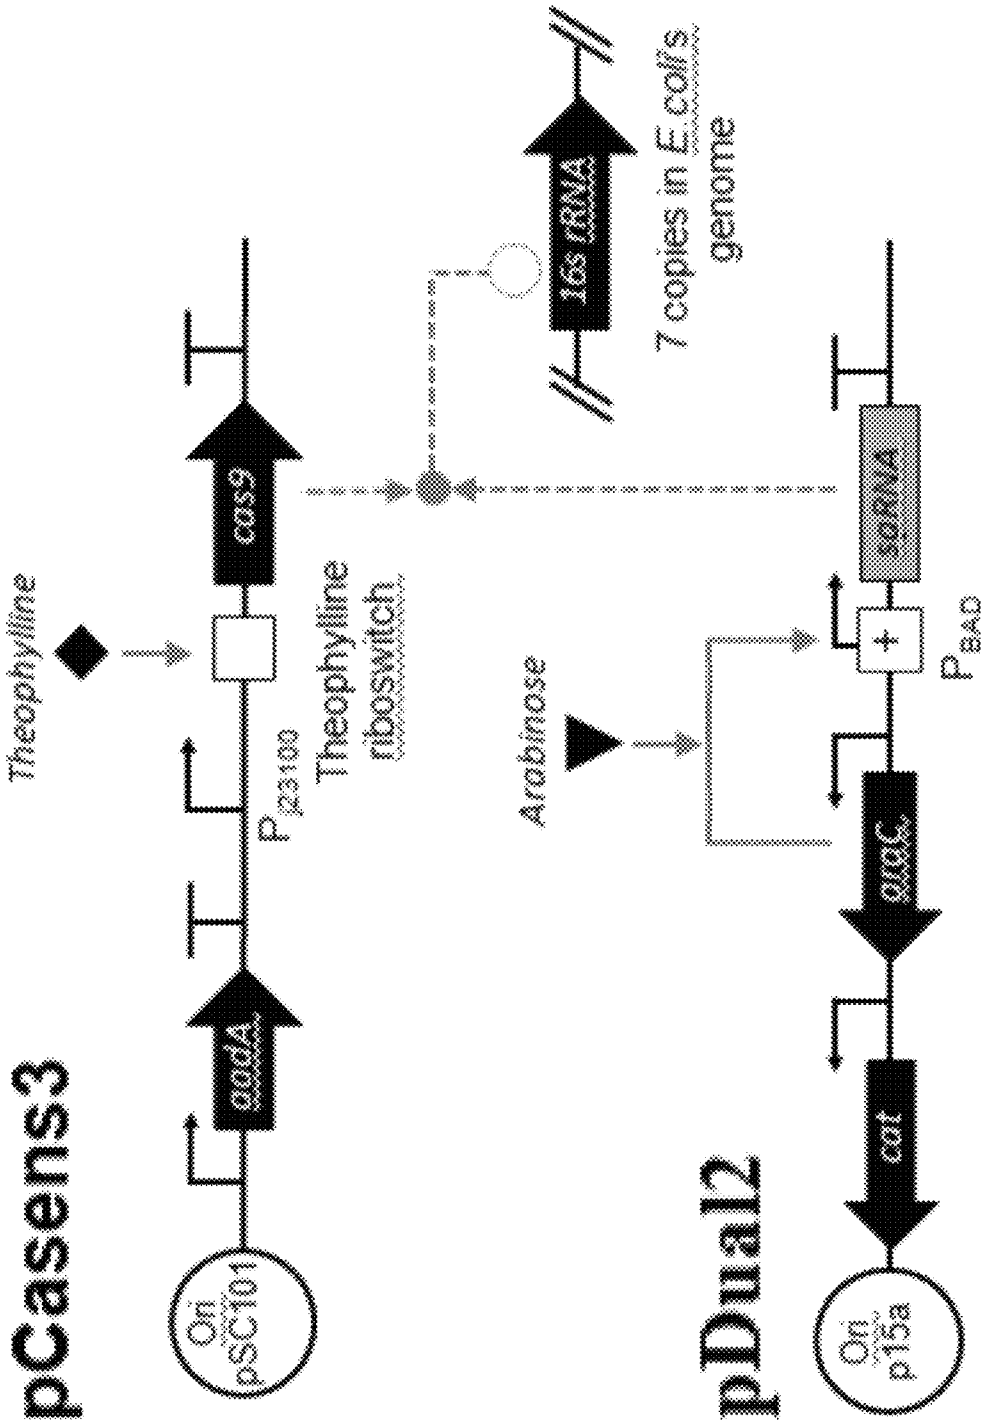 pCasens3
Theophylline
Ori
pSC101
aadA
P j23100
Theophylline
riboswitch
cas9
16s rRNA
7 copies in E.coli's
genome
pDual2
Arabinose
Ori
p15a
cat
araC
+
P BAD
sgRNA